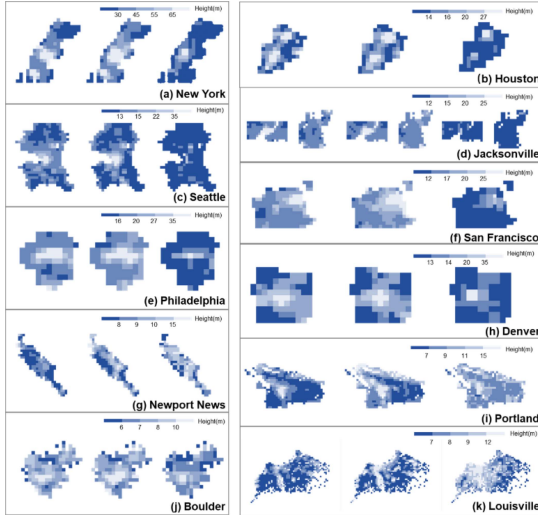 Height(m)
30 45 55 65
(a) New York
Height(m)
14 16 20 27
(b) Houston
Height(m)
13 15 22 35
(c) Seattle
Height(m)
12 16 20 25
(d) Jacksonville
Height(m)
16 20 27 35
(e) Philadelphia
Height(m)
12 17 20 25
(f) San Francisco
Height(m)
8 9 10 15
(g) Newport News
Height(m)
13 14 20 35
(h) Denver
Height(m)
7 9 11 15
(i) Portland
Height(m)
6 7 8 10
(j) Boulder
Height(m)
7 8 9 12
(k) Louisville